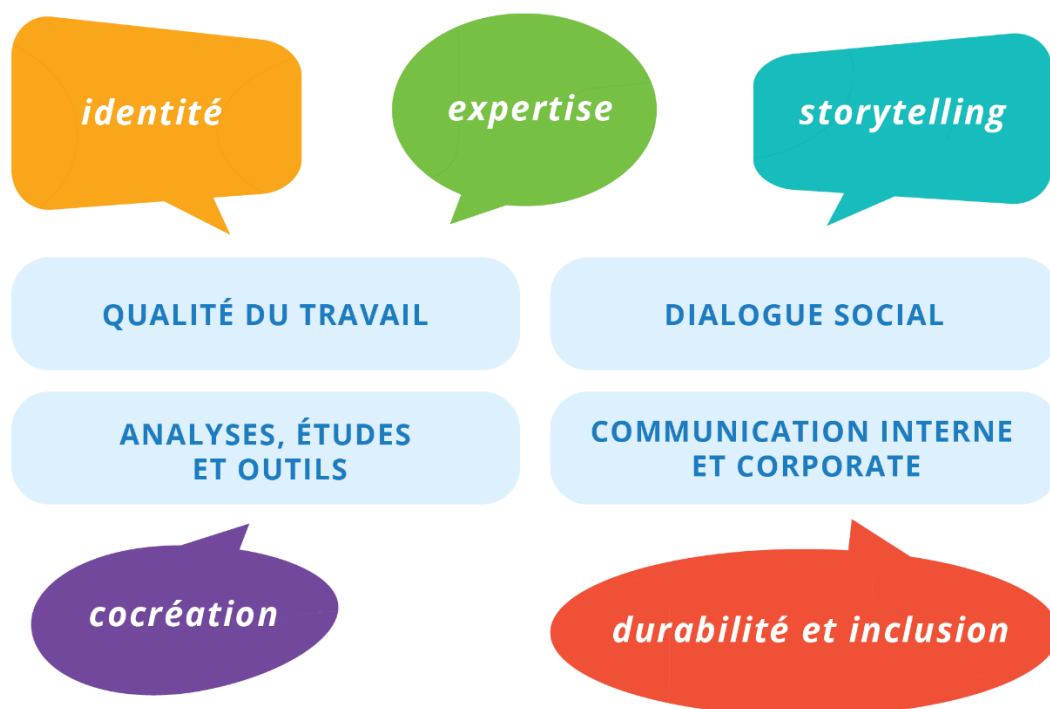 identité
expertise
storytelling
QUALITÉ DU TRAVAIL
DIALOGUE SOCIAL
ANALYSES, ÉTUDES
ET OUTILS
COMMUNICATION INTERNE
ET CORPORATE
cocréation
durabilité et inclusion